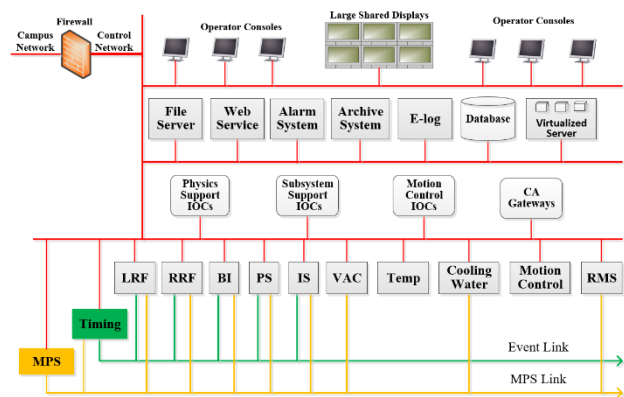 Firewall
Campus Network
Control Network
Operator Consoles
Large Shared Displays
Operator Consoles
File Server
Web Service
Alarm System
Archive System
E-log
Database
Virtualized Server
Physics Support IOCs
Subsystem Support IOCs
Motion Control IOCs
CA Gateways
LRF
RRF
BI
PS
IS
VAC
Temp
Cooling Water
Motion Control
RMS
Timing
Event Link
MPS
MPS Link